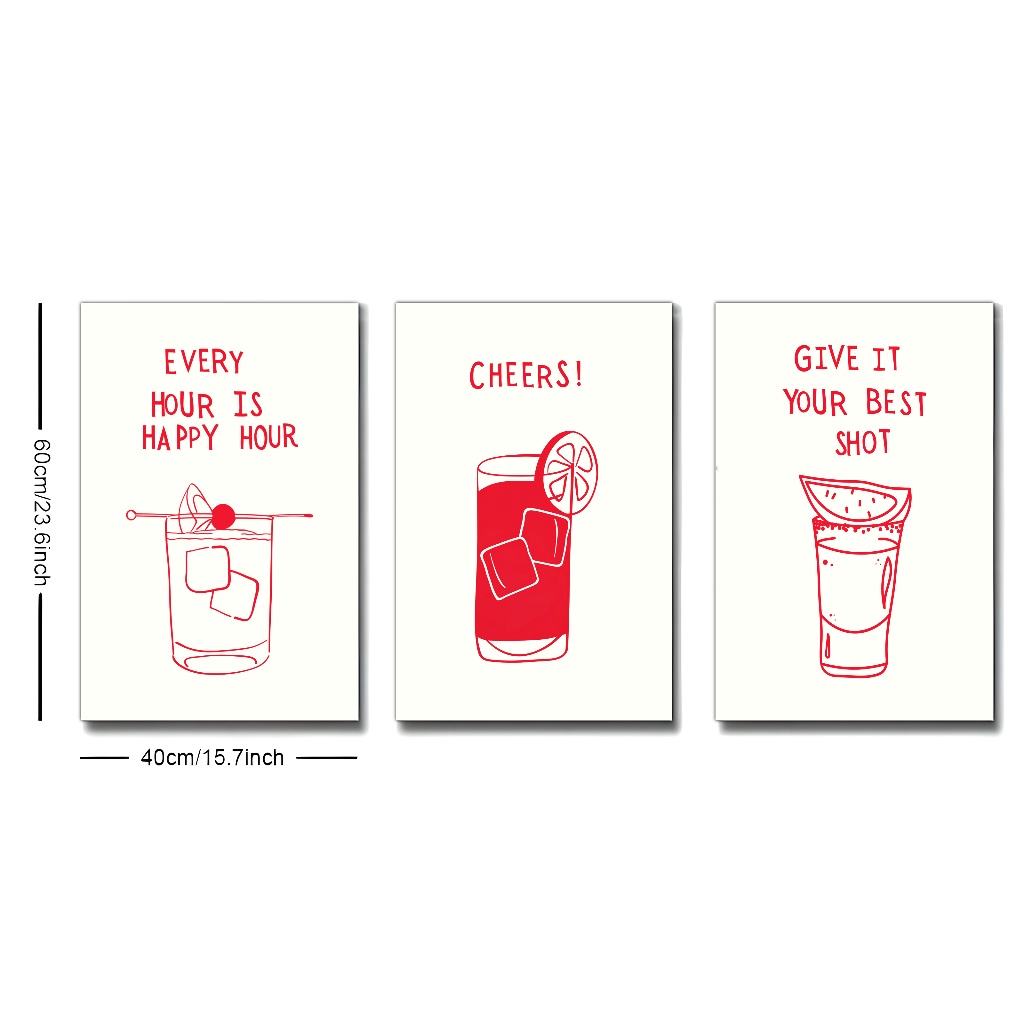 EVERY
HOUR IS
HAPPY HOUR
CHEERS!
GIVE IT
YOUR BEST
SHOT
60cm/23.6inch
40cm/15.7inch